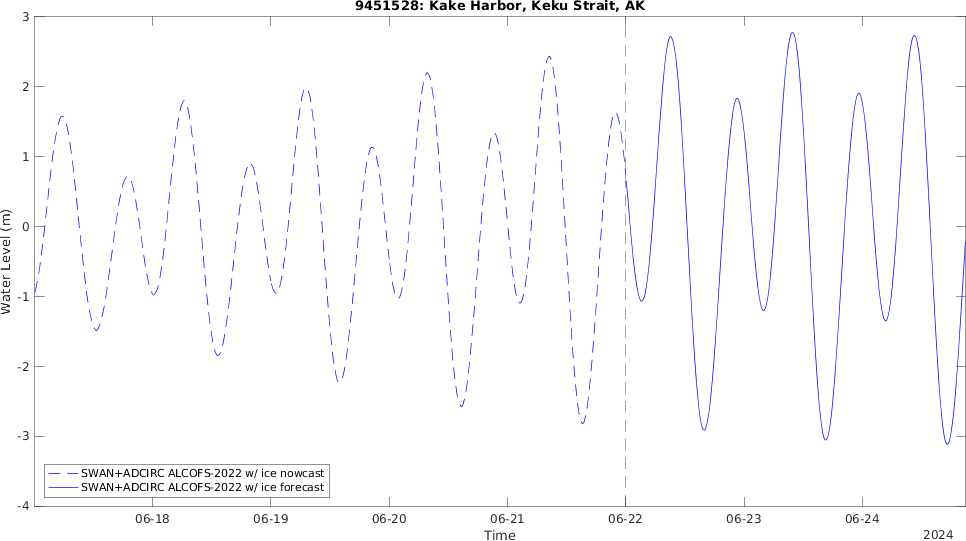 9451528: Kake Harbor, Keku Strait, AK
3
2
1
0
-1
-2
-3
-4
Water Level (m)
SWAN+ADCIRC ALCOFS-2022 w/ ice nowcast
SWAN+ADCIRC ALCOFS-2022 w/ ice forecast
06-18 06-19 06-20 06-21 06-22 06-23 06-24
Time
2024